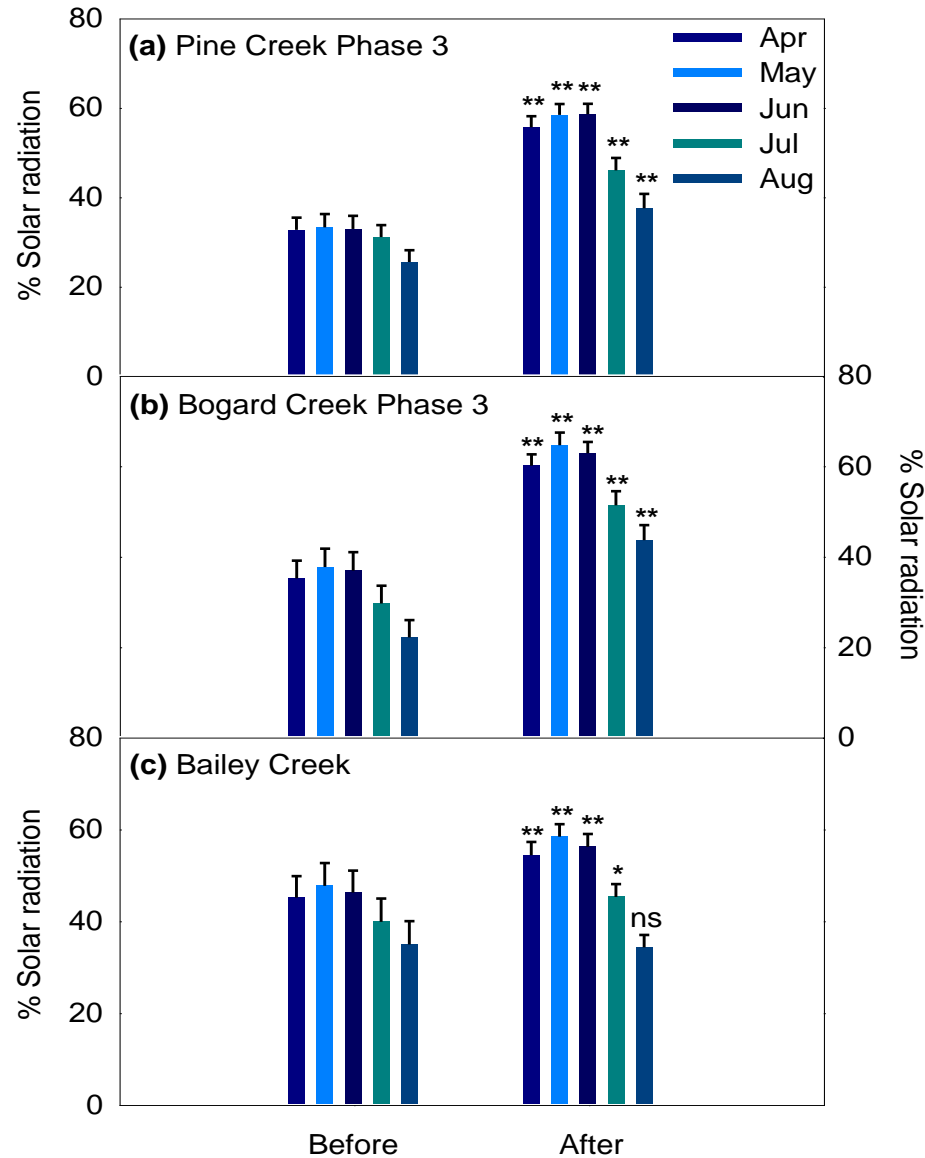 80
(a) Pine Creek Phase 3
Apr
May
Jun
Jul
Aug
60
40
20
0
% Solar radiation
** ** ** ** **
80
(b) Bogard Creek Phase 3
60
40
20
0
% Solar radiation
** ** ** ** **
80
(c) Bailey Creek
60
40
20
0
% Solar radiation
** ** ** * ns
Before After